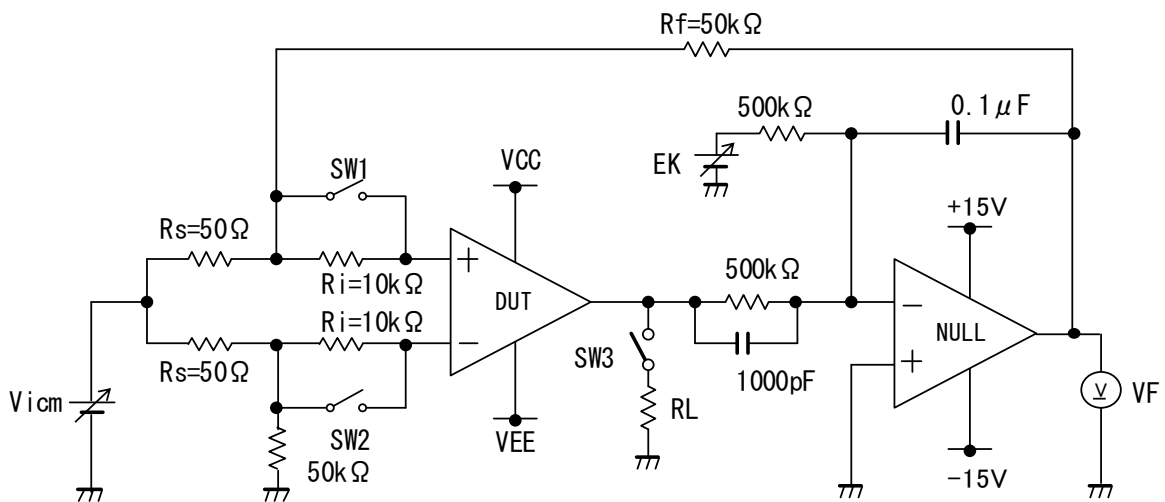 Rf=50kΩ
500kΩ
0.1μF
EK
VCC
SW1
+15V
Rs=50Ω
Ri=10kΩ
500kΩ
DUT
NULL
Ri=10kΩ
Rs=50Ω
SW3
1000pF
V
VF
Vicm
SW2
VEE
RL
50kΩ
-15V